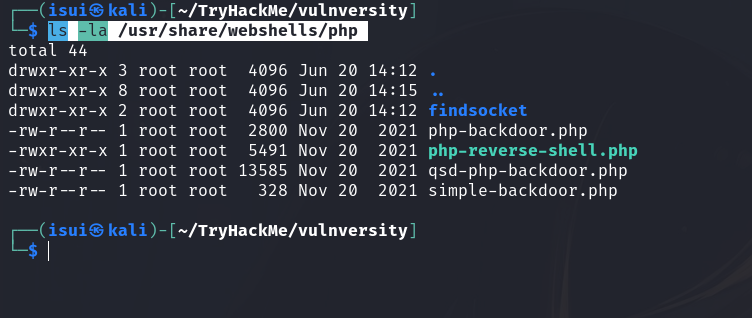 ┌──(isui㉿kali)-[~/TryHackMe/vulnversity]
└─$ ls -la /usr/share/webshells/php
total 44
drwxr-xr-x 3 root root  4096 Jun 20 14:12 .
drwxr-xr-x 8 root root  4096 Jun 20 14:15 ..
drwxr-xr-x 2 root root  4096 Jun 20 14:12 findsocket
-rw-r--r-- 1 root root  2800 Nov 20  2021 php-backdoor.php
-rwxr-xr-x 1 root root  5491 Nov 20  2021 php-reverse-shell.php
-rw-r--r-- 1 root root 13585 Nov 20  2021 qsd-php-backdoor.php
-rw-r--r-- 1 root root   328 Nov 20  2021 simple-backdoor.php
┌──(isui㉿kali)-[~/TryHackMe/vulnversity]
└─$